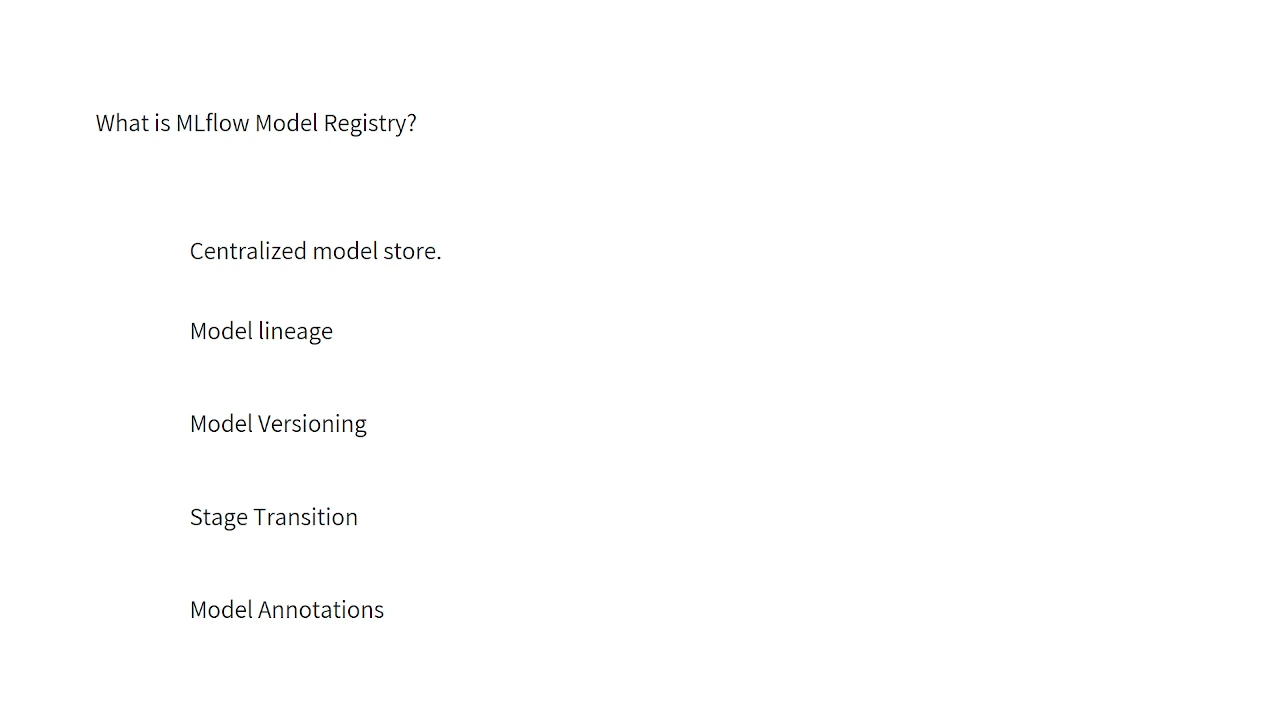 What is MLflow Model Registry?
Centralized model store.
Model lineage
Model Versioning
Stage Transition
Model Annotations